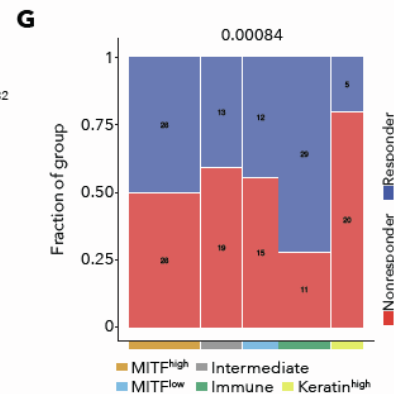 G
0.00084
32
1
0.75
0.50
0.25
0
Fraction of group
28
13
12
29
5
28
19
15
11
20
Responder
Nonresponder
MITFhigh
Intermediate
MITFlow
Immune
Keratinhigh